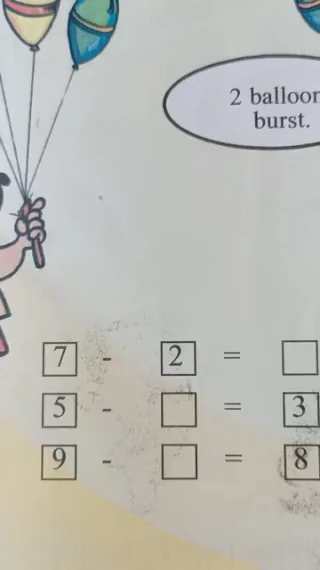 2 balloon
burst.
7 - 2 =
5 - = 3
9 - = 8